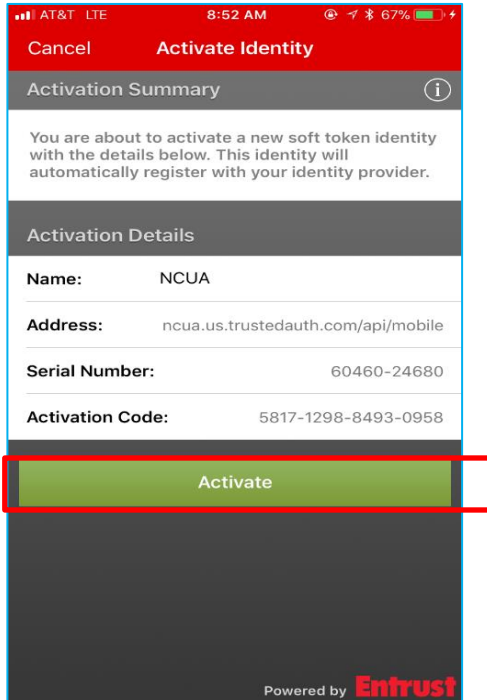 AT&T LTE 8:52 AM 67%
Cancel Activate Identity
Activation Summary
You are about to activate a new soft token identity
with the details below. This identity will
automatically register with your identity provider.
Activation Details
Name: NCUA
Address: ncua.us.trustedauth.com/api/mobile
Serial Number: 60460-24680
Activation Code: 5817-1298-8493-0958
Activate
Powered by Entrust